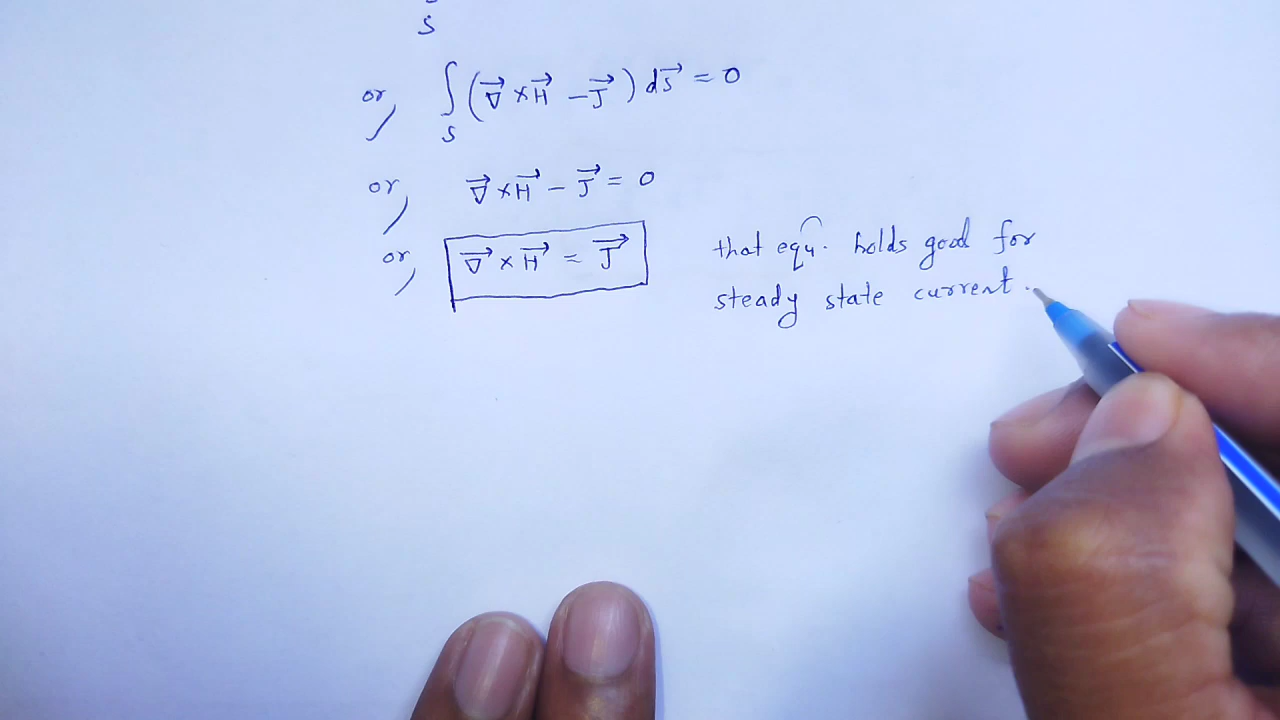 S
or, ∫ (∇⃗ × H⃗ − J⃗ ) ds⃗ = 0
S
or, ∇⃗ × H⃗ − J⃗ = 0
or, ∇⃗ × H⃗ = J⃗
that equ. holds good for
steady state current.